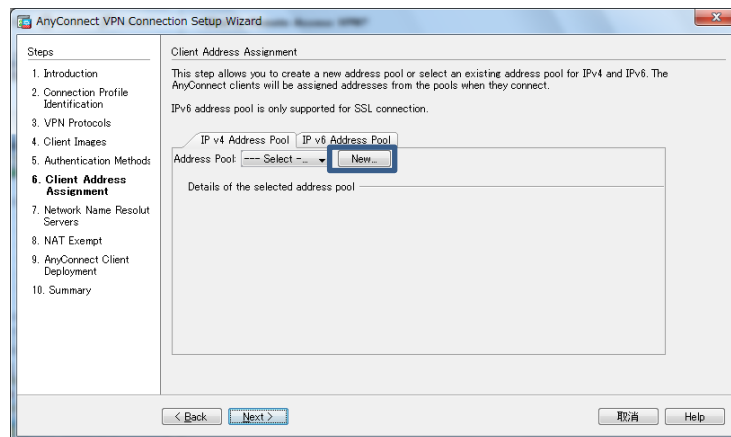 AnyConnect VPN Connection Setup Wizard
Steps
1. Introduction
2. Connection Profile
Identification
3. VPN Protocols
4. Client Images
5. Authentication Methods
6. Client Address
Assignment
7. Network Name Resolut
Servers
8. NAT Exempt
9. AnyConnect Client
Deployment
10. Summary
Client Address Assignment
This step allows you to create a new address pool or select an existing address pool for IPv4 and IPv6. The
AnyConnect clients will be assigned addresses from the pools when they connect.
IPv6 address pool is only supported for SSL connection.
IP v4 Address Pool IP v6 Address Pool
Address Pool: --- Select -... New...
Details of the selected address pool
< Back Next > 取消 Help